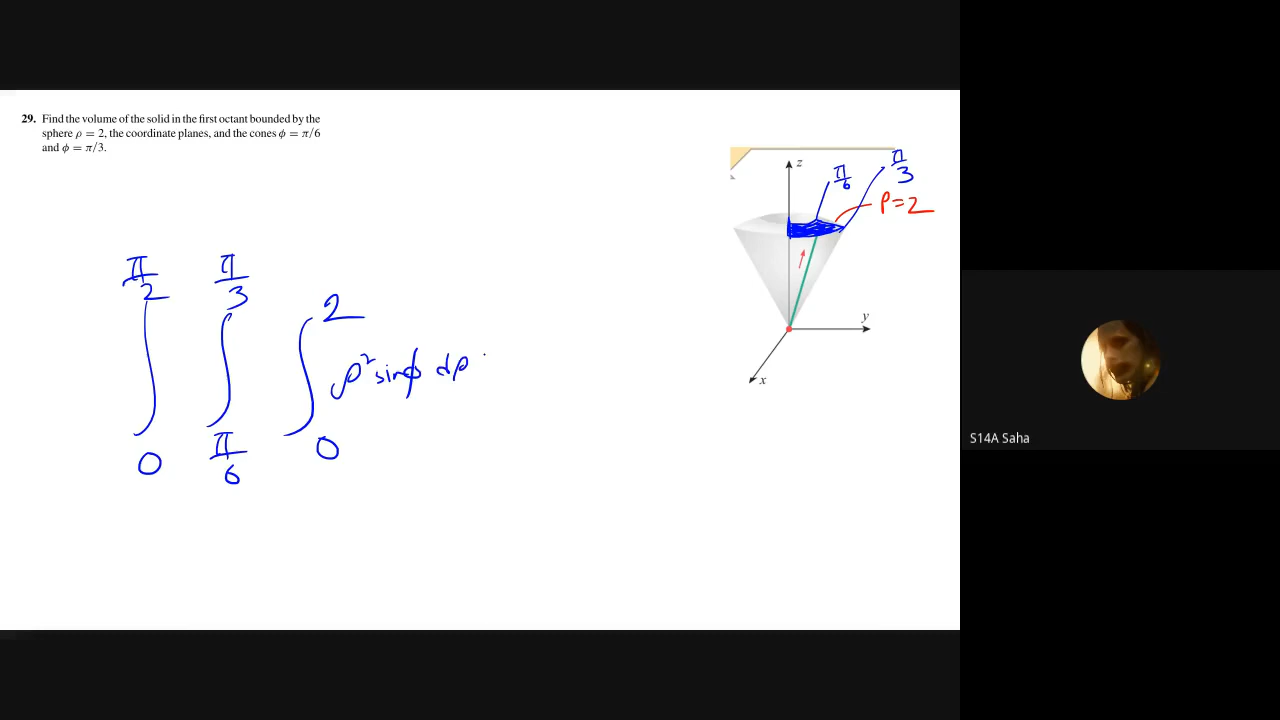 29. Find the volume of the solid in the first octant bounded by the
sphere ρ = 2, the coordinate planes, and the cones ϕ = π/6
and ϕ = π/3.
z
π/6
π/3
ρ=2
y
x
π/2 π/3 2
∫ ∫ ∫ ρ² sinϕ dρ
0 π/6 0
S14A Saha